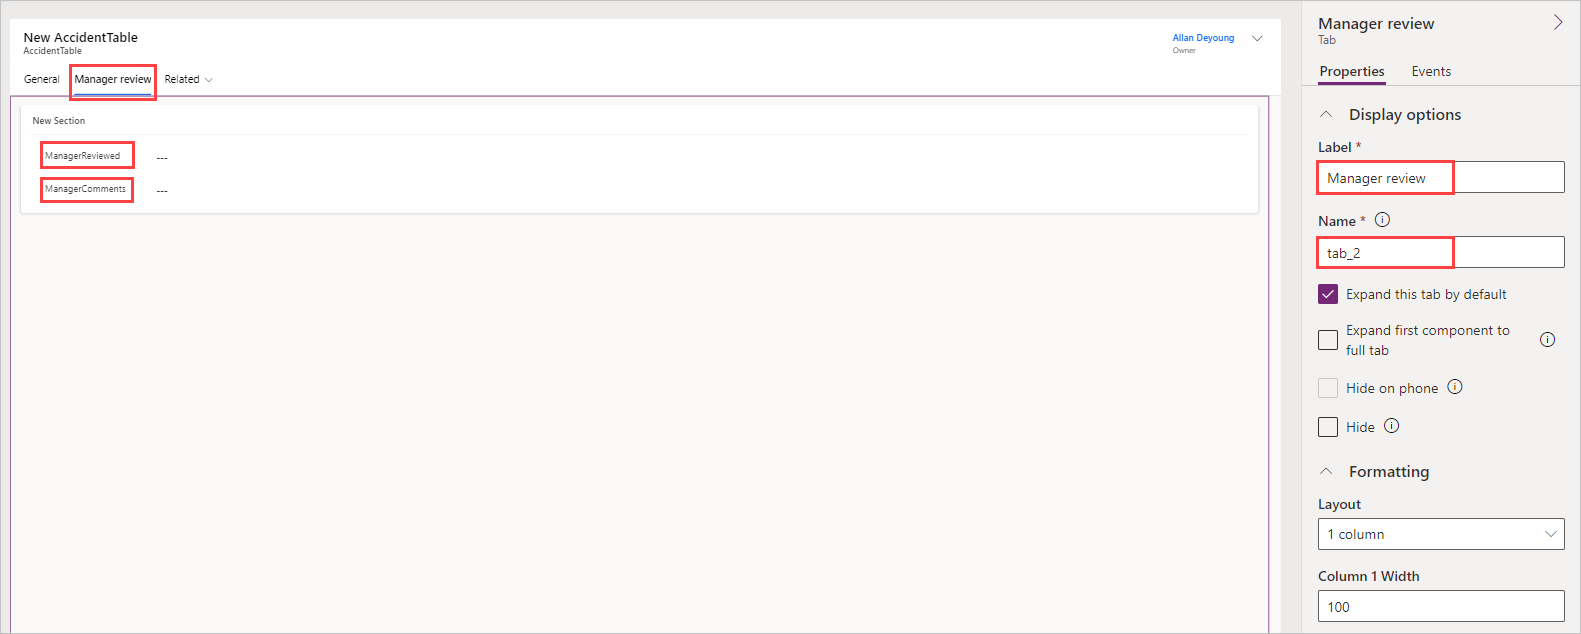 New AccidentTable
AccidentTable
Allan Deyoung
Owner
General Manager review Related
New Section
ManagerReviewed ---
ManagerComments ---
Manager review
Tab
Properties Events
Display options
Label *
Manager review
Name *
tab_2
Expand this tab by default
Expand first component to
full tab
Hide on phone
Hide
Formatting
Layout
1 column
Column 1 Width
100